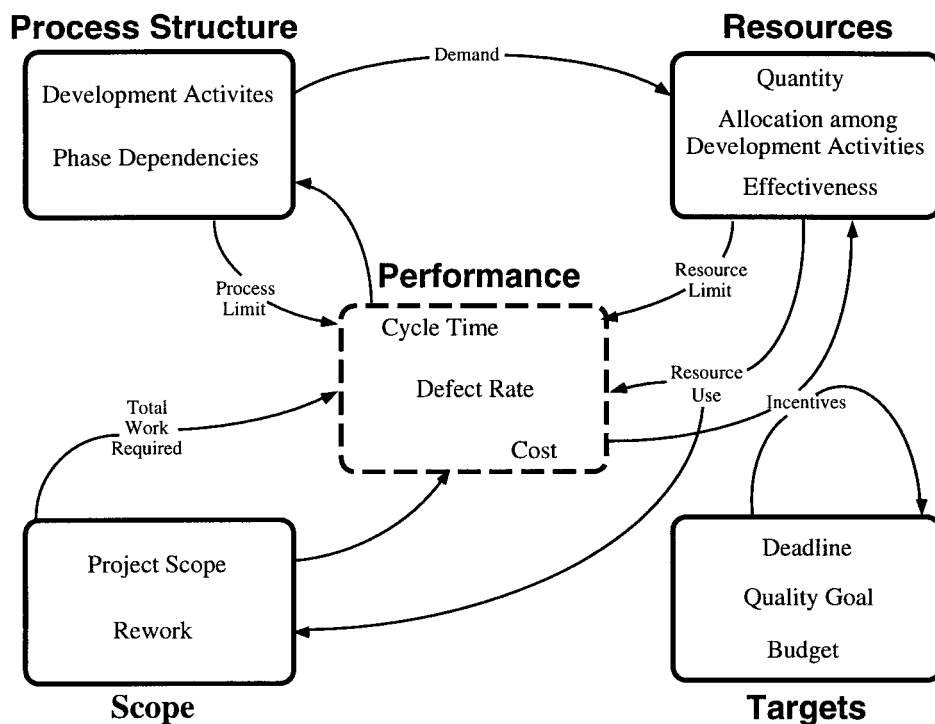 Process Structure
Resources
Demand
Development Activites
Phase Dependencies
Quantity
Allocation among
Development Activities
Effectiveness
Process
Limit
Performance
Resource
Limit
Cycle Time
Defect Rate
Cost
Resource
Use
Incentives
Total
Work
Required
Project Scope
Rework
Deadline
Quality Goal
Budget
Scope
Targets